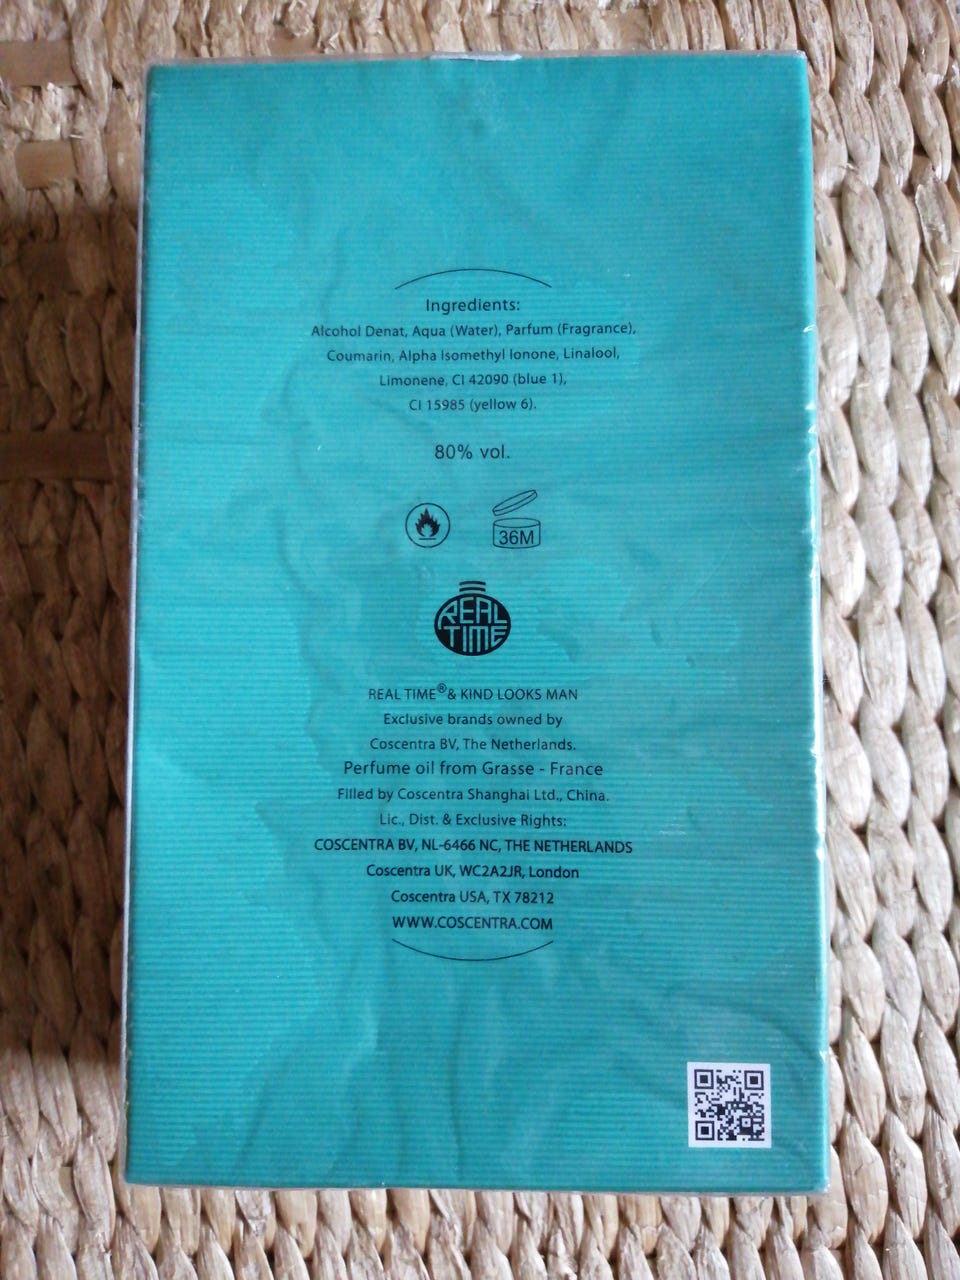 Ingredients:
Alcohol Denat, Aqua (Water), Parfum (Fragrance),
Coumarin, Alpha Isomethyl Ionone, Linalool,
Limonene, CI 42090 (blue 1),
CI 15985 (yellow 6).
80% vol.
36M
REAL
TIME
REAL TIME® & KIND LOOKS MAN
Exclusive brands owned by
Coscentra BV, The Netherlands.
Perfume oil from Grasse - France
Filled by Coscentra Shanghai Ltd., China.
Lic., Dist. & Exclusive Rights:
COSCENTRA BV, NL-6466 NC, THE NETHERLANDS
Coscentra UK, WC2A2JR, London
Coscentra USA, TX 78212
WWW.COSCENTRA.COM